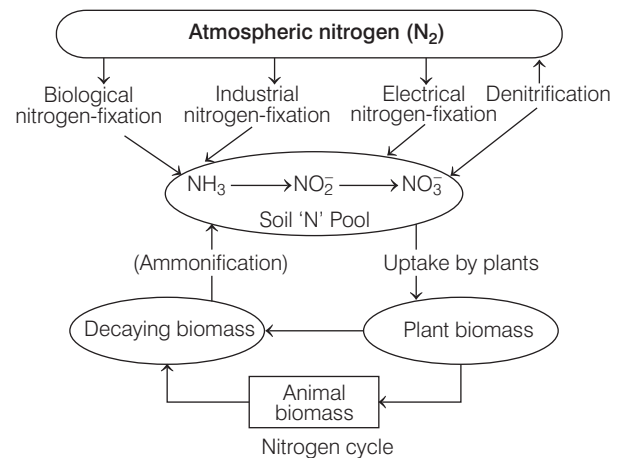 Atmospheric nitrogen (N₂)
Biological
nitrogen-fixation
Industrial
nitrogen-fixation
Electrical
nitrogen-fixation
Denitrification
NH₃ NO₂⁻ NO₃⁻
Soil ‘N’ Pool
(Ammonification)
Uptake by plants
Decaying biomass
Plant biomass
Animal
biomass
Nitrogen cycle